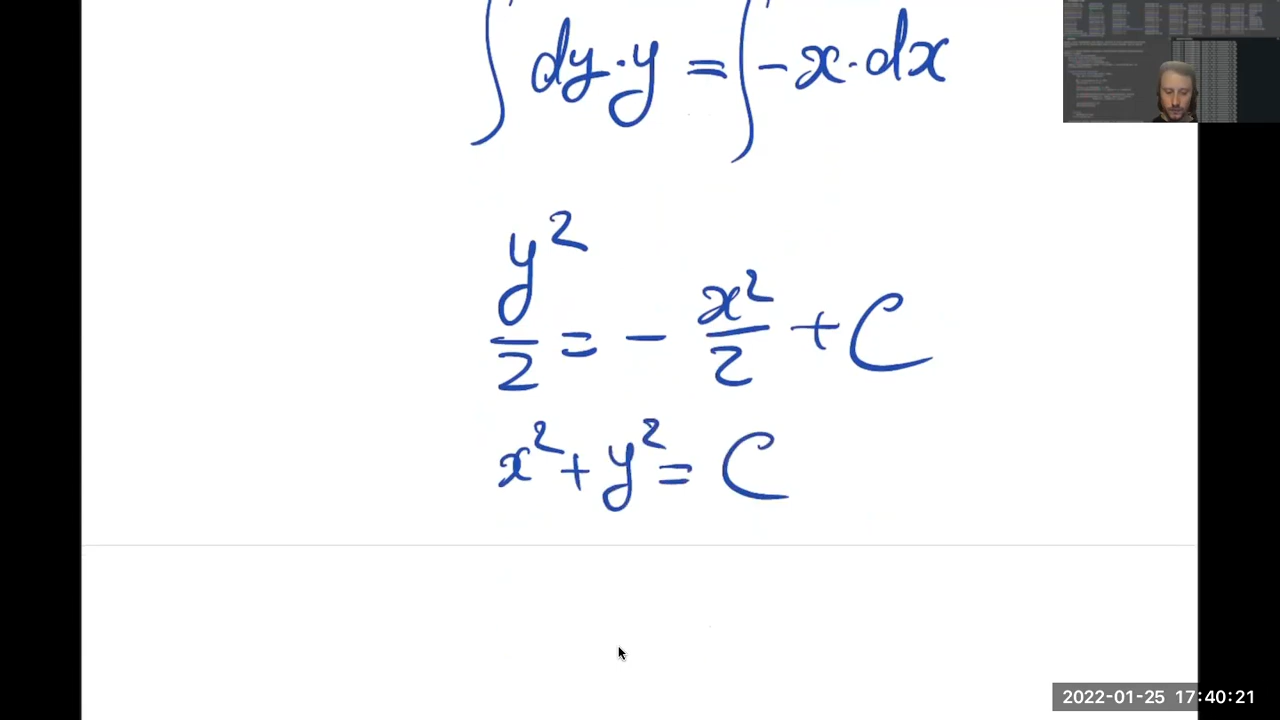 ∫ dy·y = ∫ -x·dx
y²/2 = - x²/2 + C
x² + y² = C
2022-01-25 17:40:21